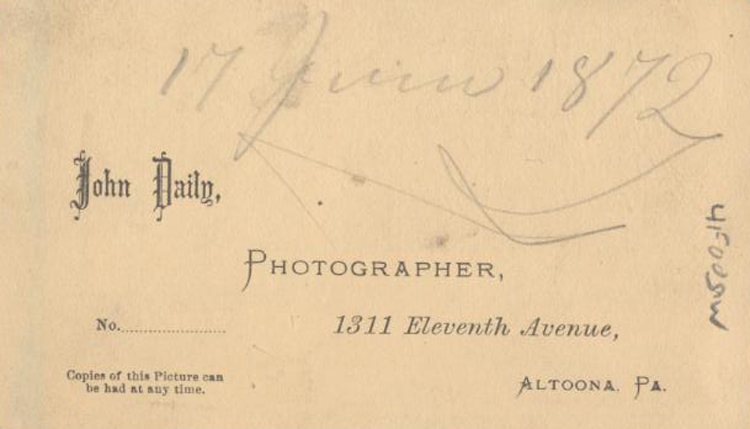 17 Juin 1872
John Daily,
PHOTOGRAPHER,
No.
1311 Eleventh Avenue,
Copies of this Picture can
be had at any time.
ALTOONA. PA.